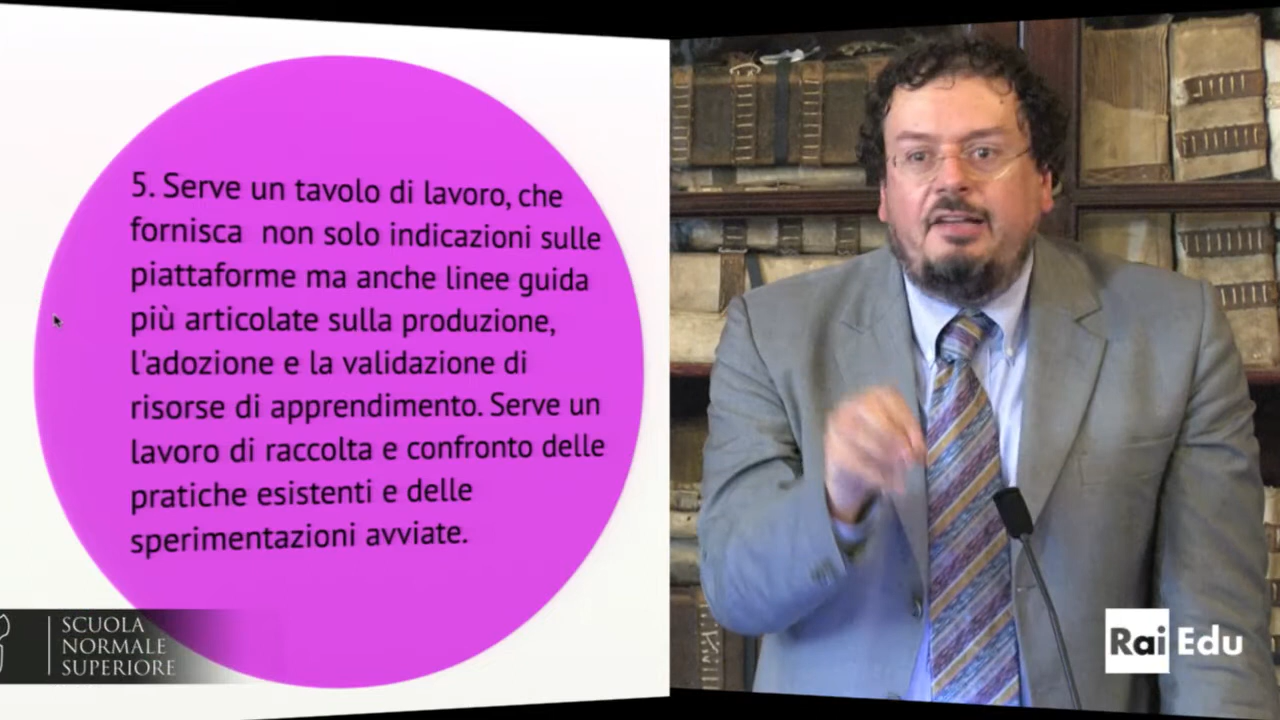 5. Serve un tavolo di lavoro, che
fornisca  non solo indicazioni sulle
piattaforme ma anche linee guida
più articolate sulla produzione,
l'adozione e la validazione di
risorse di apprendimento. Serve un
lavoro di raccolta e confronto delle
pratiche esistenti e delle
sperimentazioni avviate.
SCUOLA
NORMALE
SUPERIORE
Rai Edu